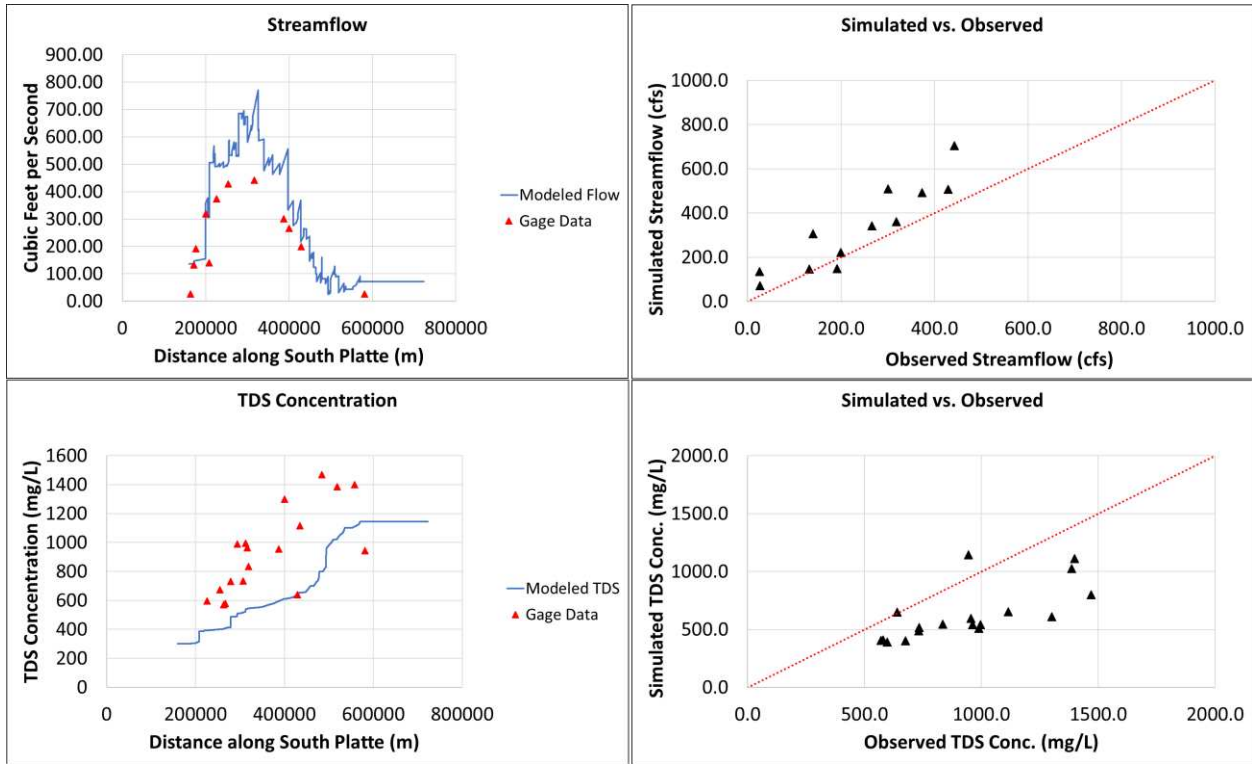 Streamflow
Cubic Feet per Second
900.00
800.00
700.00
600.00
500.00
400.00
300.00
200.00
100.00
0.00
0 200000 400000 600000 800000
Distance along South Platte (m)
Modeled Flow
Gage Data
Simulated vs. Observed
Simulated Streamflow (cfs)
1000.0
800.0
600.0
400.0
200.0
0.0
0.0 200.0 400.0 600.0 800.0 1000.0
Observed Streamflow (cfs)
TDS Concentration
TDS Concentration (mg/L)
1600
1400
1200
1000
800
600
400
200
0
0 200000 400000 600000 800000
Distance along South Platte (m)
Modeled TDS
Gage Data
Simulated vs. Observed
Simulated TDS Conc. (mg/L)
2000.0
1500.0
1000.0
500.0
0.0
0.0 500.0 1000.0 1500.0 2000.0
Observed TDS Conc. (mg/L)